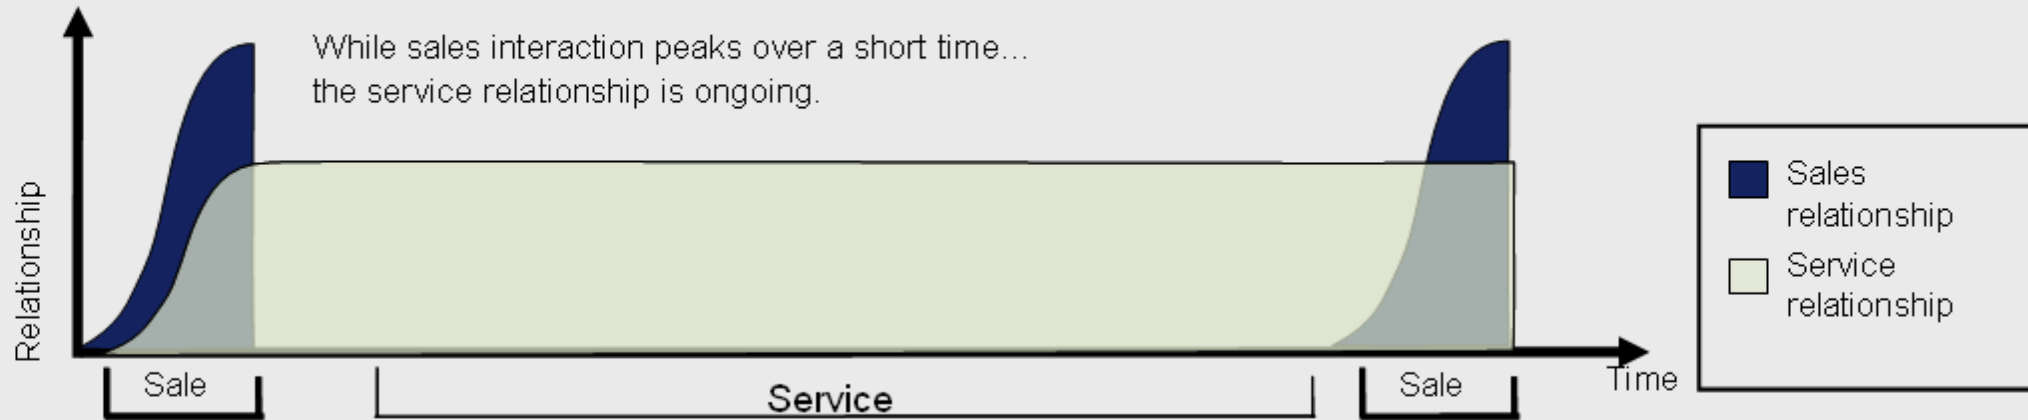 While sales interaction peaks over a short time...
the service relationship is ongoing.
Relationship
Sales
relationship
Service
relationship
Sale
Service
Sale
Time